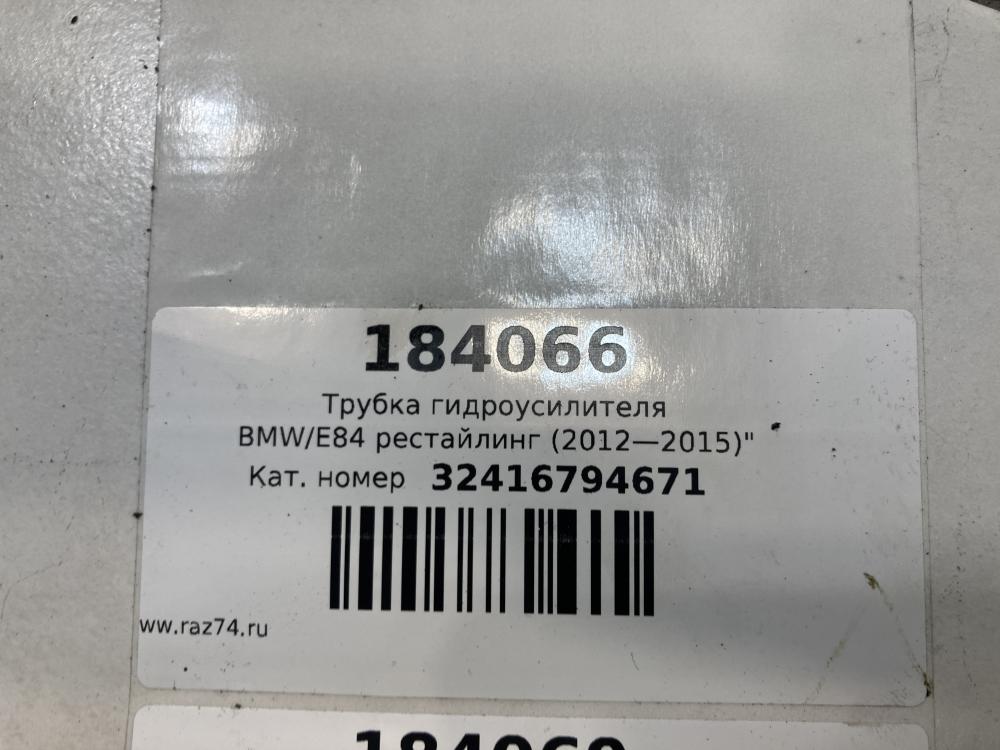 184066
Трубка гидроусилителя
BMW/E84 рестайлинг (2012—2015)"
Кат. номер 32416794671
ww.raz74.ru